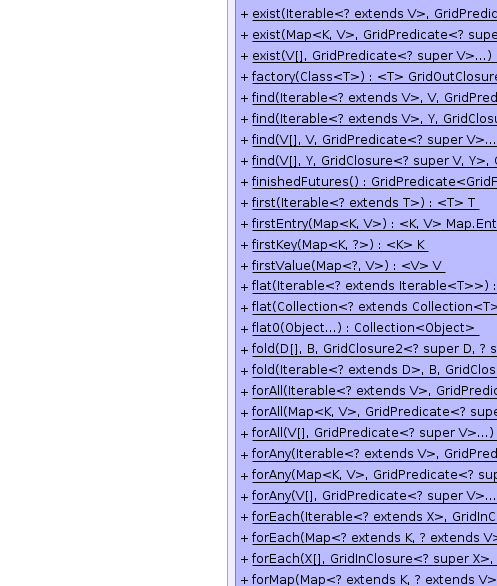 + exist(Iterable<? extends V>, GridPredic
+ exist(Map<K, V>, GridPredicate<? supe
+ exist(V[], GridPredicate<? super V>...)
+ factory(Class<T>) : <T> GridOutClosure
+ find(Iterable<? extends V>, V, GridPred
+ find(Iterable<? extends V>, Y, GridClosu
+ find(V[], V, GridPredicate<? super V>...
+ find(V[], Y, GridClosure<? super V, Y>, 
+ finishedFutures() : GridPredicate<GridF
+ first(Iterable<? extends T>) : <T> T
+ firstEntry(Map<K, V>) : <K, V> Map.Ent
+ firstKey(Map<K, ?>) : <K> K
+ firstValue(Map<?, V>) : <V> V
+ flat(Iterable<? extends Iterable<T>>) :
+ flat(Collection<? extends Collection<T>
+ flat0(Object...) : Collection<Object>
+ fold(D[], B, GridClosure2<? super D, ? s
+ fold(Iterable<? extends D>, B, GridClos
+ forAll(Iterable<? extends V>, GridPredic
+ forAll(Map<K, V>, GridPredicate<? supe
+ forAll(V[], GridPredicate<? super V>...)
+ forAny(Iterable<? extends V>, GridPred
+ forAny(Map<K, V>, GridPredicate<? sup
+ forAny(V[], GridPredicate<? super V>...
+ forEach(Iterable<? extends X>, GridInC
+ forEach(Map<? extends K, ? extends V>
+ forEach(X[], GridInClosure<? super X>,
+ forMap(Map<? extends K, ? extends V>